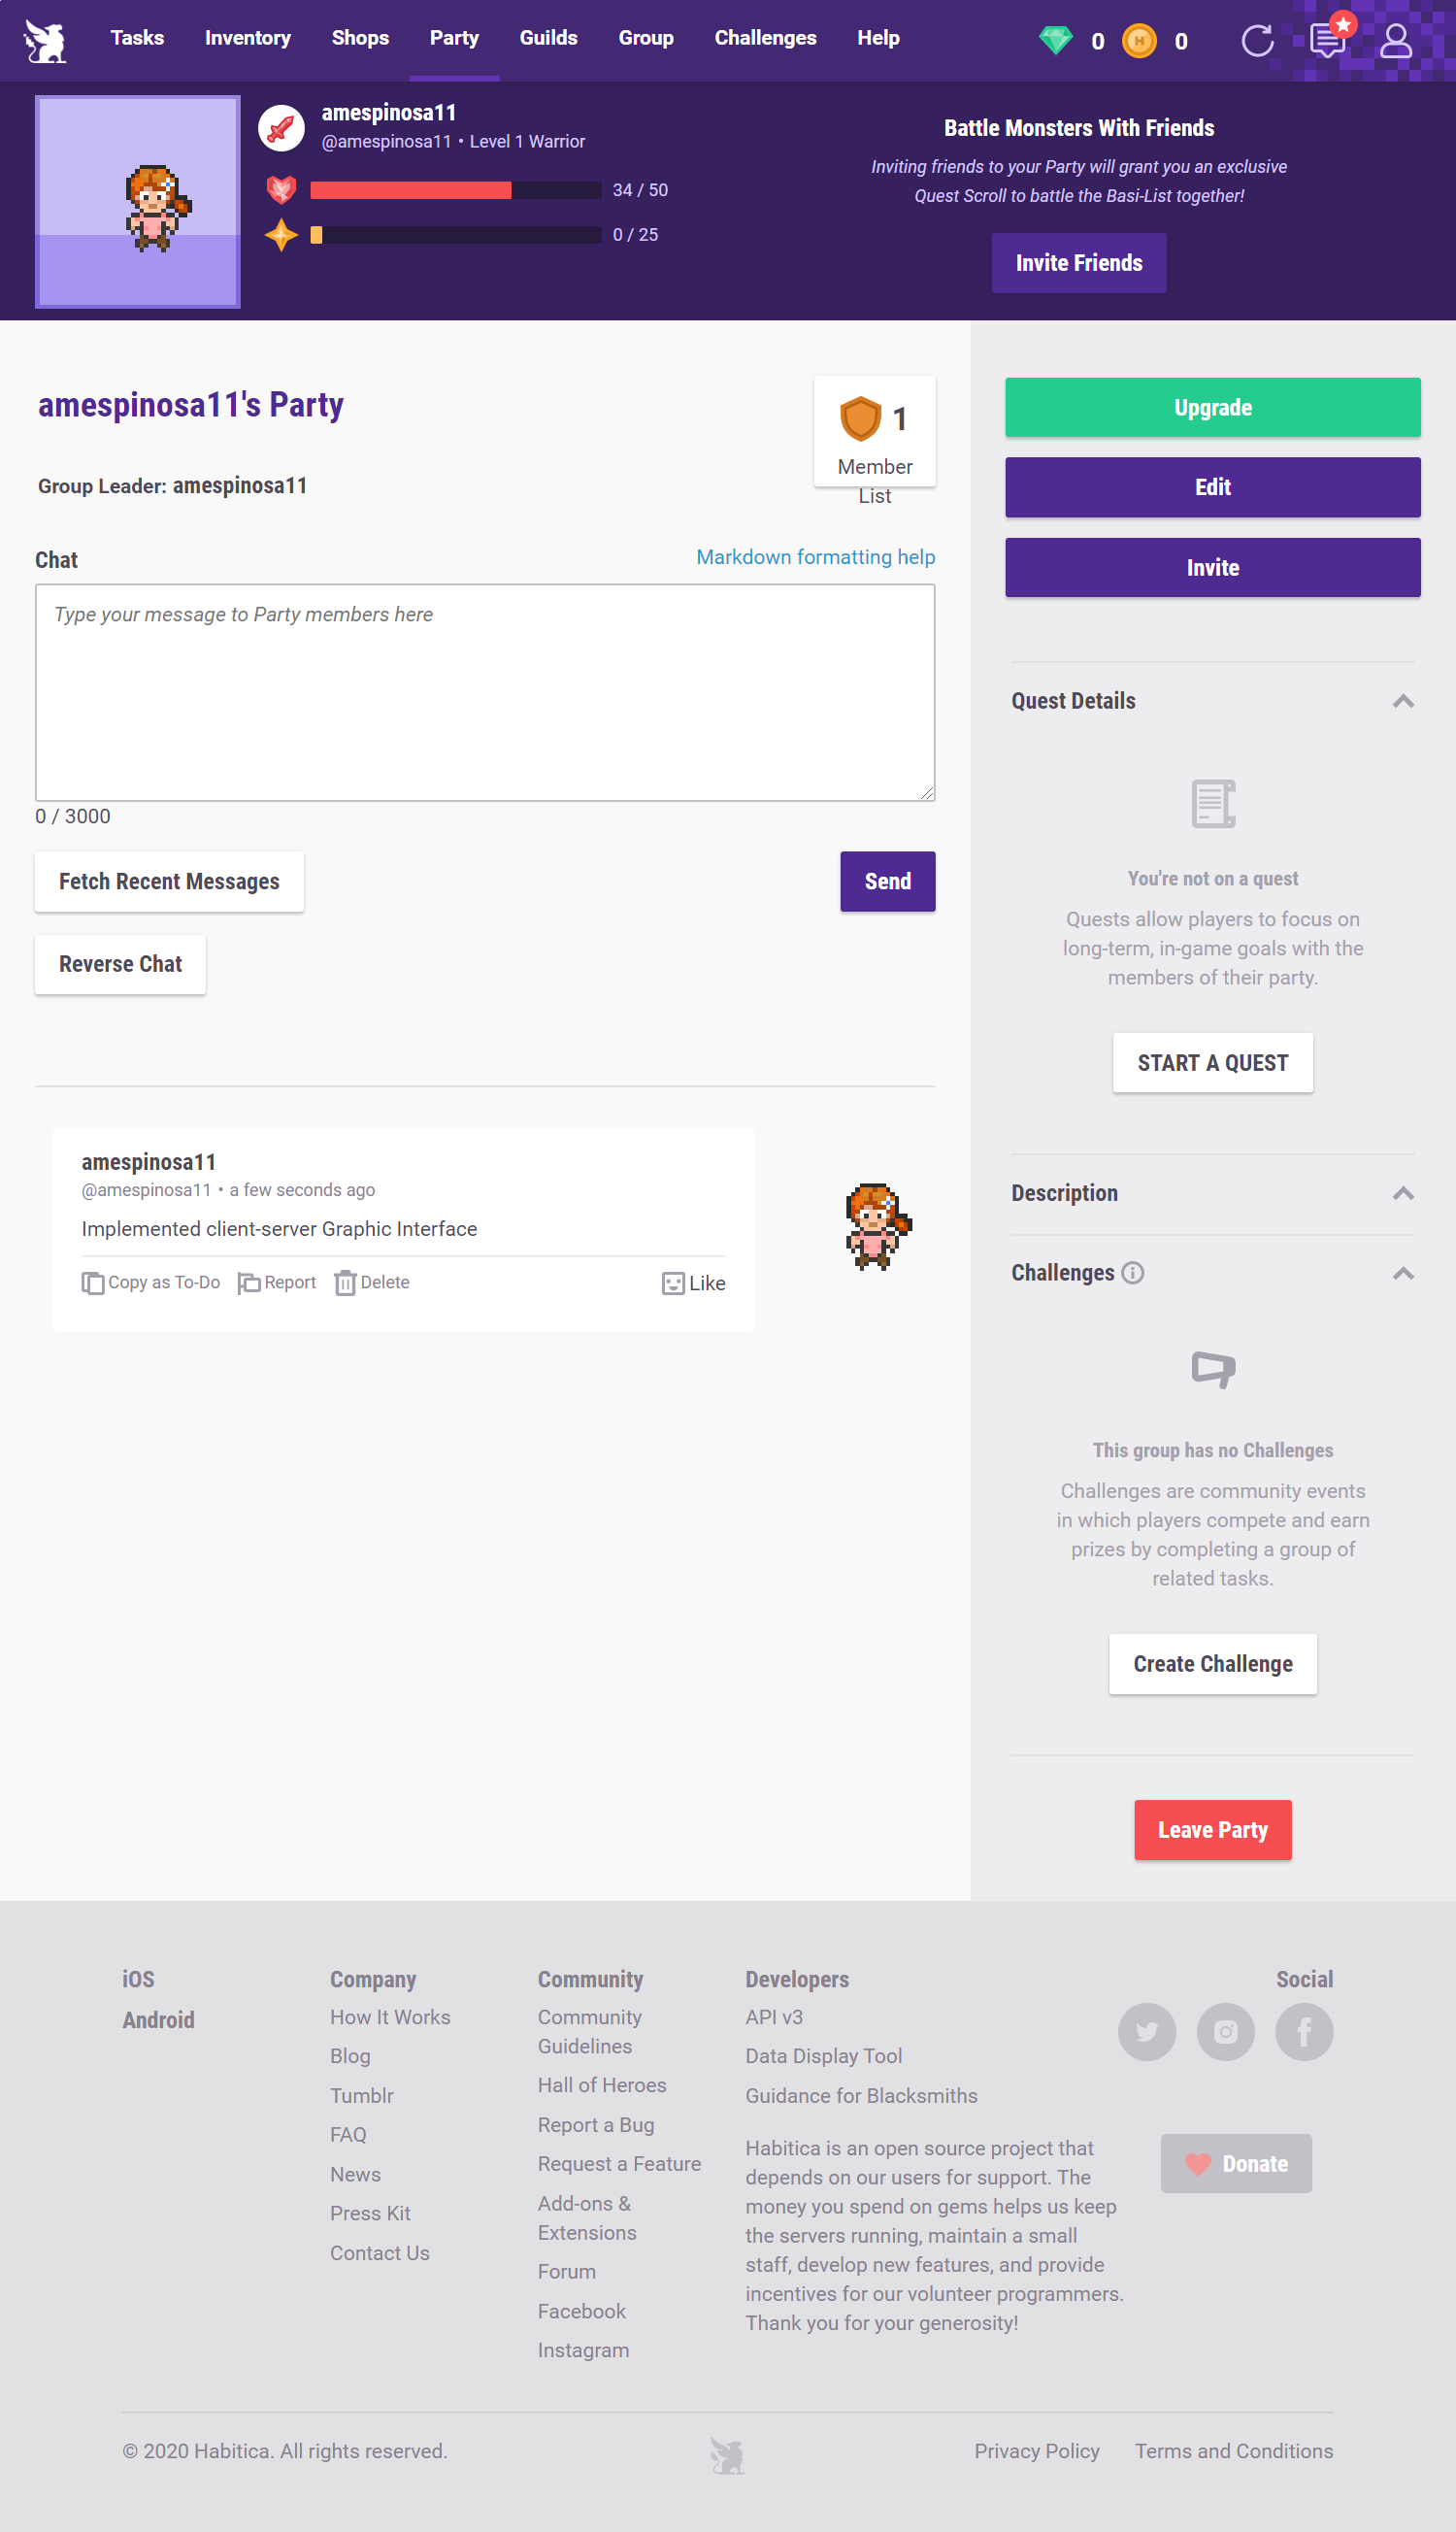 Tasks Inventory Shops Party Guilds Group Challenges Help 0 H 0
amespinosa11
@amespinosa11 • Level 1 Warrior
34 / 50
0 / 25
Battle Monsters With Friends
Inviting friends to your Party will grant you an exclusive
Quest Scroll to battle the Basi-List together!
Invite Friends
amespinosa11's Party
1
Member
List
Group Leader: amespinosa11
Chat
Markdown formatting help
Type your message to Party members here
0 / 3000
Fetch Recent Messages
Send
Reverse Chat
amespinosa11
@amespinosa11 • a few seconds ago
Implemented client-server Graphic Interface
Copy as To-Do Report Delete Like
Upgrade
Edit
Invite
Quest Details
You're not on a quest
Quests allow players to focus on
long-term, in-game goals with the
members of their party.
START A QUEST
Description
Challenges
This group has no Challenges
Challenges are community events
in which players compete and earn
prizes by completing a group of
related tasks.
Create Challenge
Leave Party
iOS
Android
Company
How It Works
Blog
Tumblr
FAQ
News
Press Kit
Contact Us
Community
Community
Guidelines
Hall of Heroes
Report a Bug
Request a Feature
Add-ons &
Extensions
Forum
Facebook
Instagram
Developers
API v3
Data Display Tool
Guidance for Blacksmiths
Habitica is an open source project that
depends on our users for support. The
money you spend on gems helps us keep
the servers running, maintain a small
staff, develop new features, and provide
incentives for our volunteer programmers.
Thank you for your generosity!
Social
Donate
© 2020 Habitica. All rights reserved.
Privacy Policy Terms and Conditions